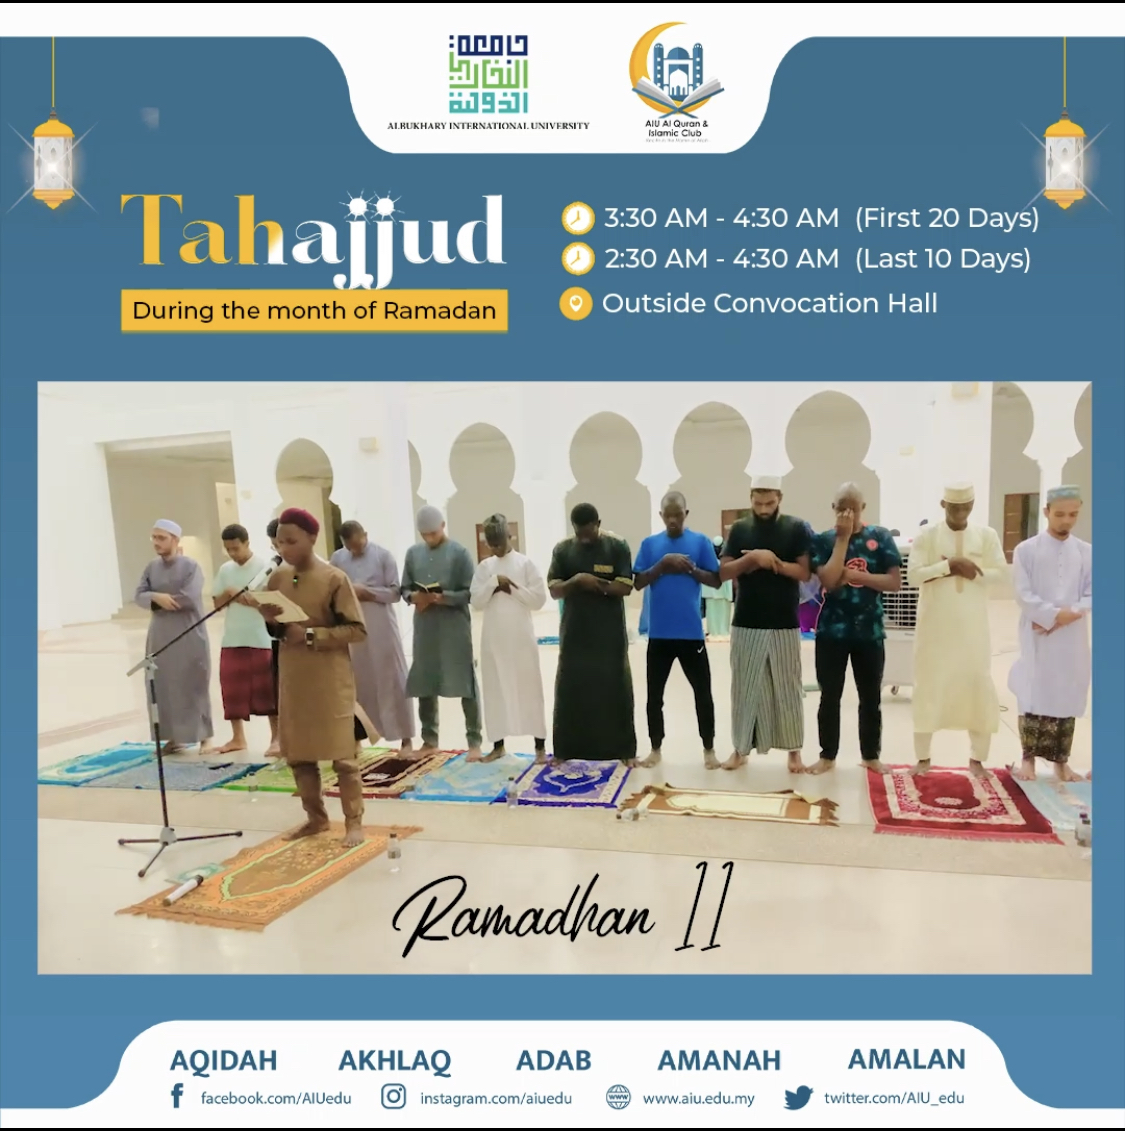 جامعة
البخاري
الدولية
ALBUKHARY INTERNATIONAL UNIVERSITY
AIU Al Quran &
Islamic Club
Tahajjud
During the month of Ramadan
3:30 AM - 4:30 AM (First 20 Days)
2:30 AM - 4:30 AM (Last 10 Days)
Outside Convocation Hall
Ramadhan 11
AQIDAH AKHLAQ ADAB AMANAH AMALAN
facebook.com/AIUedu instagram.com/aiuedu www.aiu.edu.my twitter.com/AIU_edu
WWW